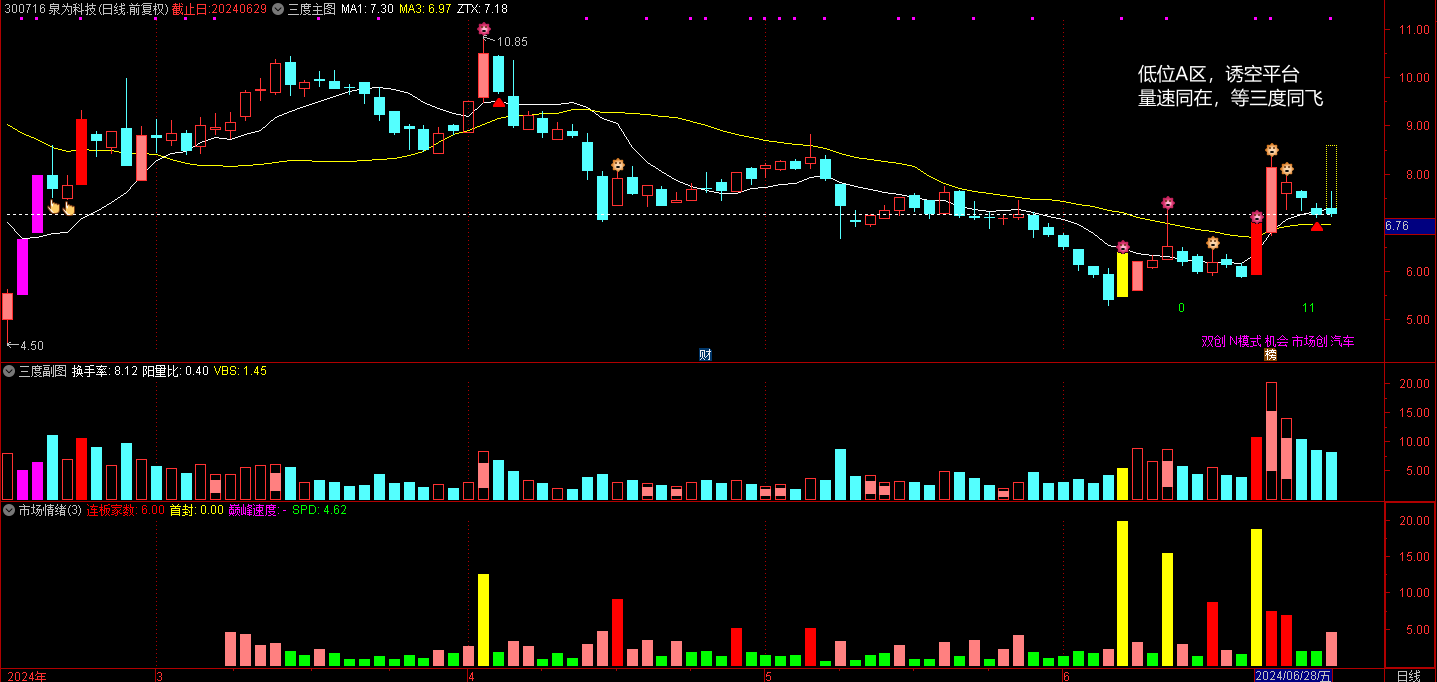 300716 泉为科技(日线.前复权) 截止日:20240629 三度主图 MA1: 7.30 MA3: 6.97 ZTX: 7.18
11.00
10.85
低位A区，诱空平台
10.00
量速同在，等三度同飞
9.00
8.00
6.76
6.00
0 11
5.00
4.50
双创 N模式 机会 市场创 汽车
财 榜
三度副图 换手率: 8.12 阳量比: 0.40 VBS: 1.45
20.00
15.00
10.00
5.00
市场情绪(3) 连板家数: 6.00 首封: 0.00 巅峰速度: - SPD: 4.62
20.00
15.00
10.00
5.00
2024年 3 4 5 6 2024/06/28/五 日线